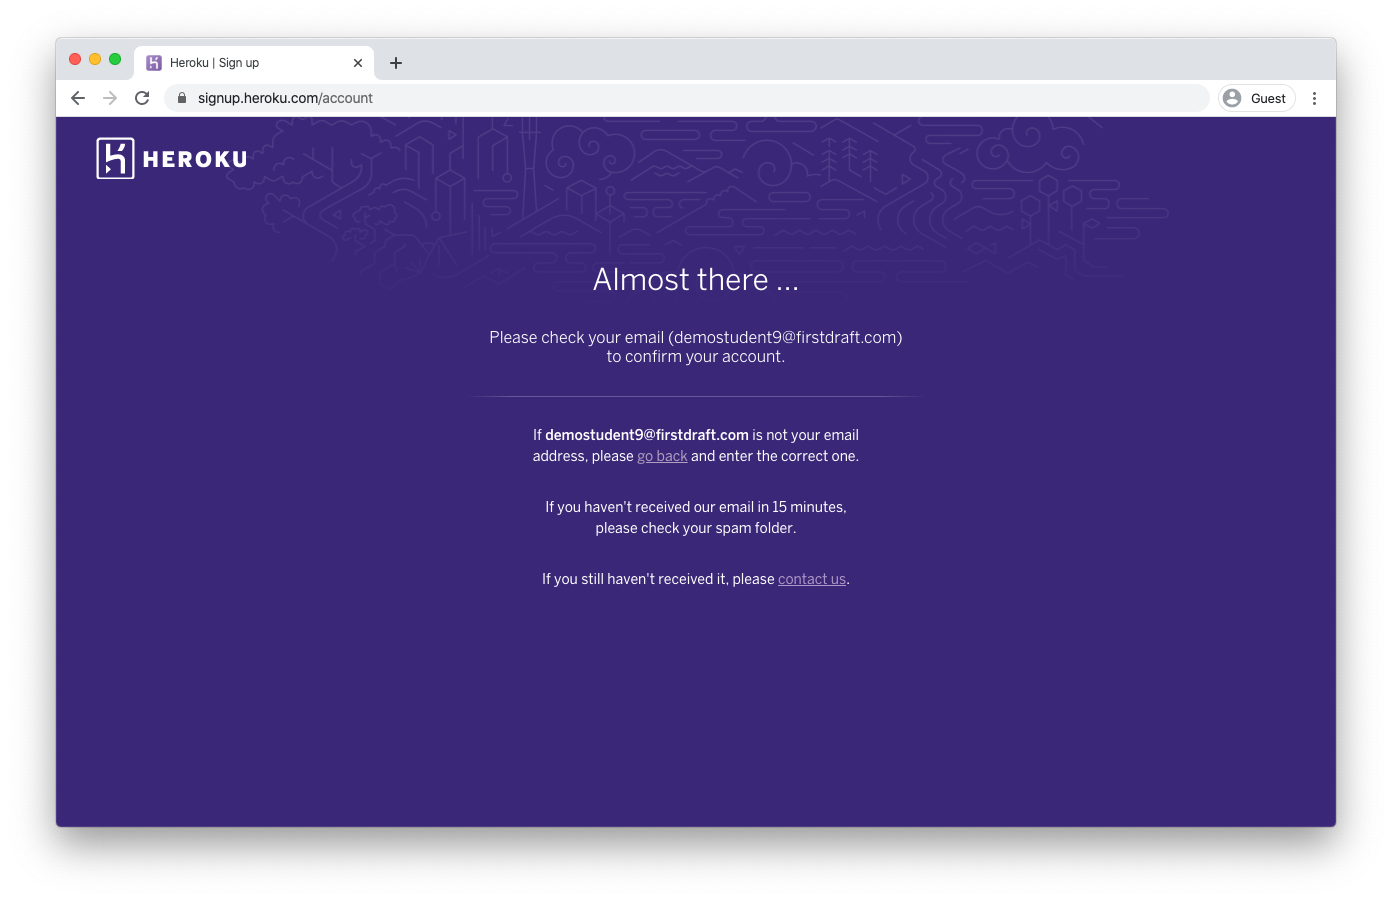 Heroku | Sign up
signup.heroku.com/account
Guest
HEROKU
Almost there ...
Please check your email (demostudent9@firstdraft.com)
to confirm your account.
If demostudent9@firstdraft.com is not your email
address, please go back and enter the correct one.
If you haven't received our email in 15 minutes,
please check your spam folder.
If you still haven't received it, please contact us.